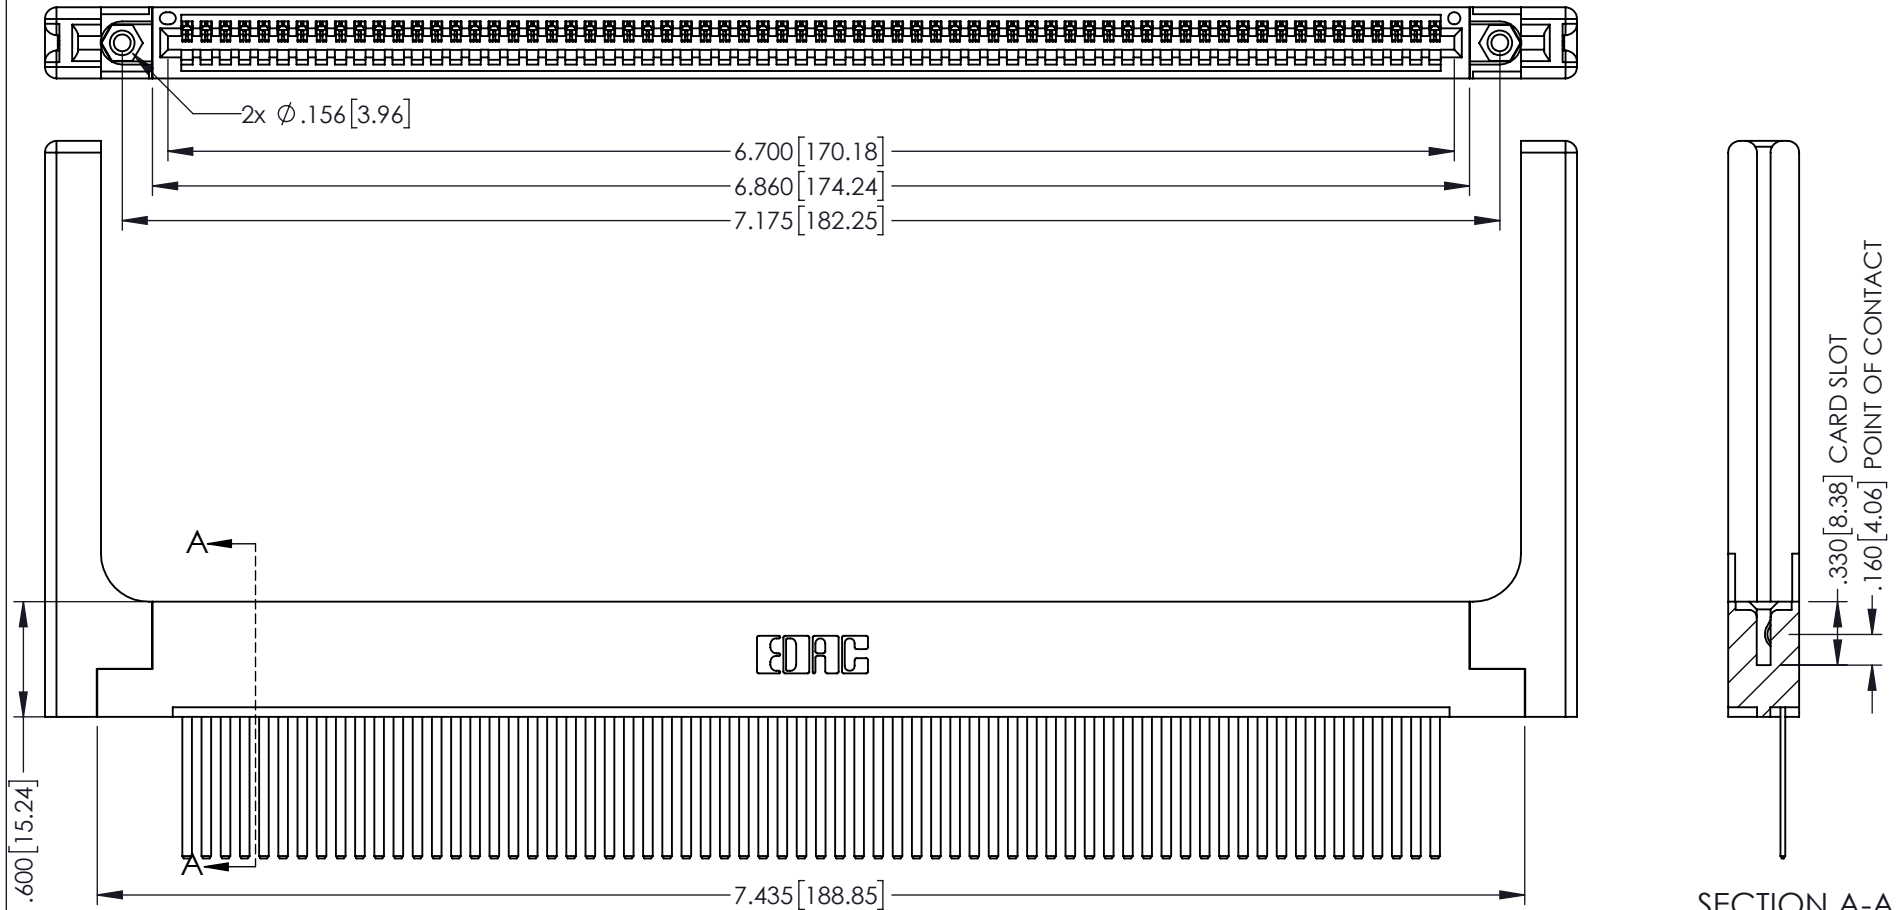 2x Ø.156[3.96]
6.700[170.18]
6.860[174.24]
7.175[182.25]
.330[8.38] CARD SLOT
.160[4.06] POINT OF CONTACT
A
EDAC
.600[15.24]
A
7.435[188.85]
SECTION A-A